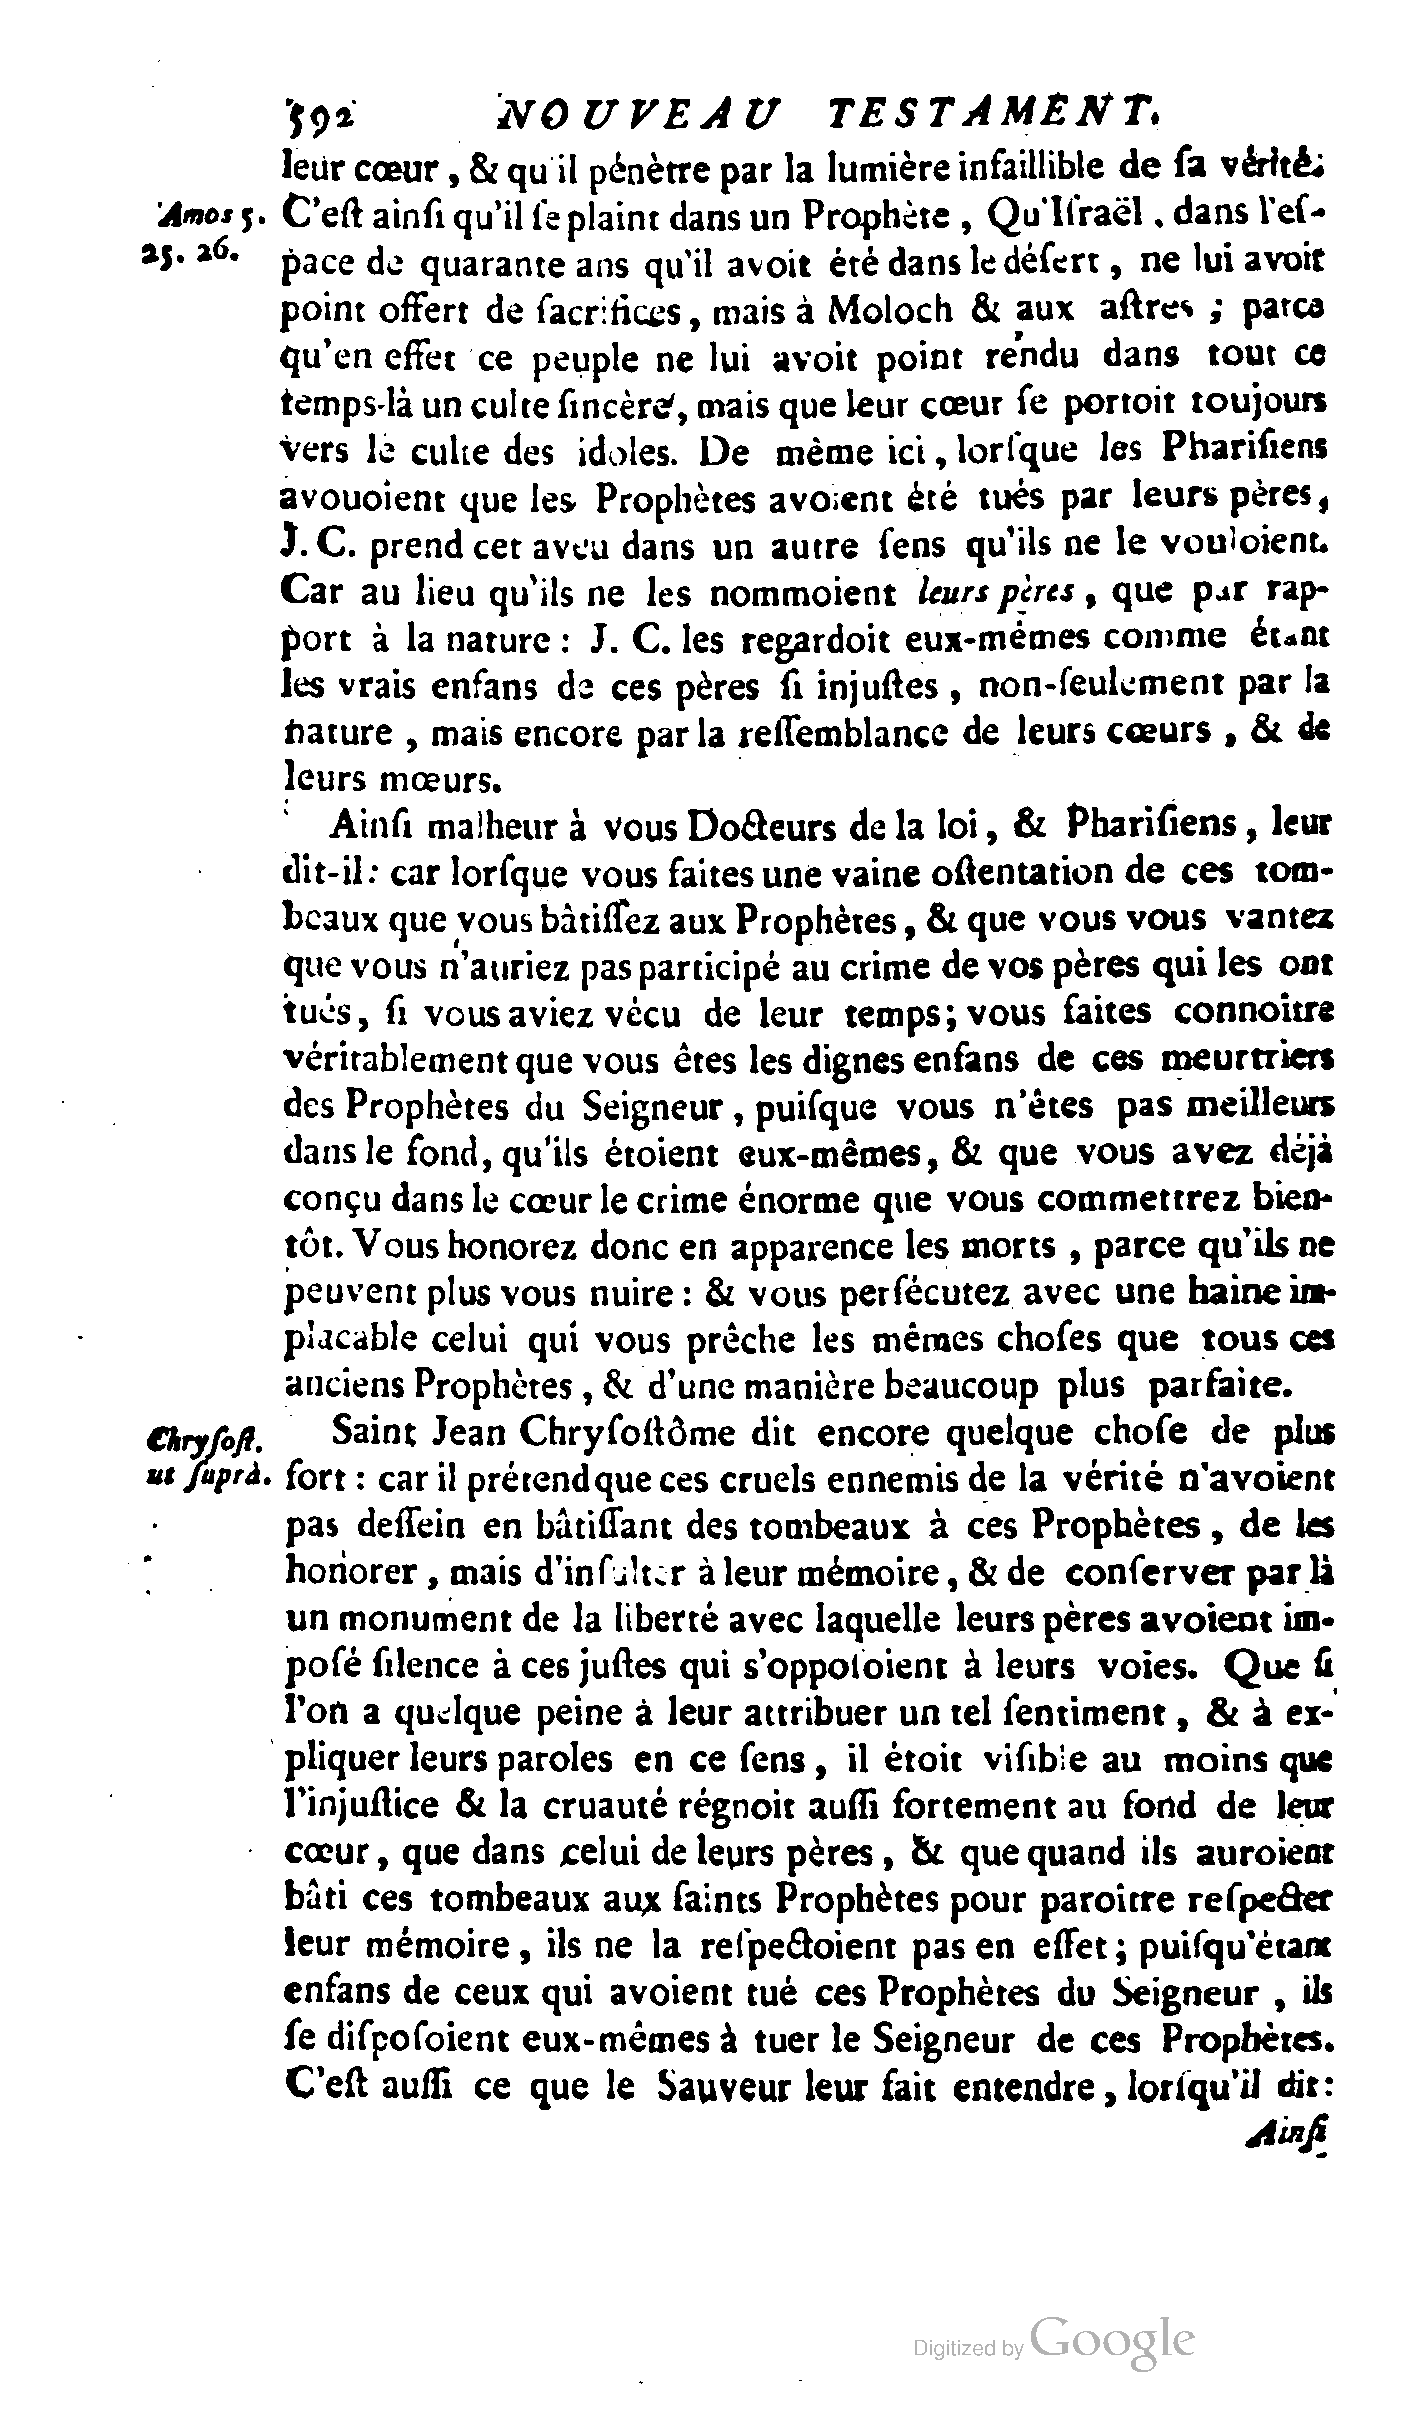 592 NOUVEAU TESTAMENT.
leur cœur, & qu'il pénètre par la lumière infaillible de ſa vérité.
Amos 5. 25. 26.
C'eſt ainſi qu'il ſe plaint dans un Prophète, Qu'Iſraël, dans l'eſ-
pace de quarante ans qu'il avoit été dans le déſert, ne lui avoit
point offert de ſacrifices, mais à Moloch & aux aſtres; parce
qu'en effet ce peuple ne lui avoit point rendu dans tout ce
temps-là un culte ſincère, mais que leur cœur ſe portoit toujours
vers le culte des idoles. De même ici, lorſque les Phariſiens
avouoient que les Prophètes avoient été tués par leurs pères,
J. C. prend cet aveu dans un autre ſens qu'ils ne le vouloient.
Car au lieu qu'ils ne les nommoient leurs pères, que par rap-
port à la nature: J. C. les regardoit eux-mêmes comme étant
les vrais enfans de ces pères ſi injuſtes, non-ſeulement par la
nature, mais encore par la reſſemblance de leurs cœurs, & de
leurs mœurs.
Ainſi malheur à vous Docteurs de la loi, & Phariſiens, leur
dit-il: car lorſque vous faites une vaine oſtentation de ces tom-
beaux que vous bâtiſſez aux Prophètes, & que vous vous vantez
que vous n'auriez pas participé au crime de vos pères qui les ont
tués, ſi vous aviez vécu de leur temps; vous faites connoitre
véritablement que vous êtes les dignes enfans de ces meurtriers
des Prophètes du Seigneur, puiſque vous n'êtes pas meilleurs
dans le fond, qu'ils étoient eux-mêmes, & que vous avez déjà
conçu dans le cœur le crime énorme que vous commettrez bien-
tôt. Vous honorez donc en apparence les morts, parce qu'ils ne
peuvent plus vous nuire: & vous perſécutez avec une haine im-
placable celui qui vous prêche les mêmes choſes que tous ces
anciens Prophètes, & d'une manière beaucoup plus parfaite.
Chryſoſt. ut ſuprà.
Saint Jean Chryſoſtôme dit encore quelque choſe de plus
fort: car il prétend que ces cruels ennemis de la vérité n'avoient
pas deſſein en bâtiſſant des tombeaux à ces Prophètes, de les
honorer, mais d'inſulter à leur mémoire, & de conſerver par là
un monument de la liberté avec laquelle leurs pères avoient im-
poſé ſilence à ces juſtes qui s'oppoſoient à leurs voies. Que ſi
l'on a quelque peine à leur attribuer un tel ſentiment, & à ex-
pliquer leurs paroles en ce ſens, il étoit viſible au moins que
l'injuſtice & la cruauté régnoit auſſi fortement au fond de leur
cœur, que dans celui de leurs pères, & que quand ils auroient
bâti ces tombeaux aux ſaints Prophètes pour paroitre reſpecter
leur mémoire, ils ne la reſpectoient pas en effet; puiſqu'étant
enfans de ceux qui avoient tué ces Prophètes du Seigneur, ils
ſe diſpoſoient eux-mêmes à tuer le Seigneur de ces Prophètes.
C'eſt auſſi ce que le Sauveur leur fait entendre, lorſqu'il dit:
Ainſi
Digitized by Google